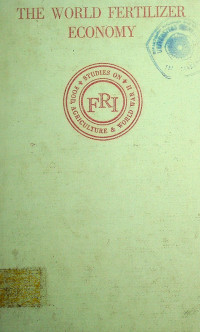 THE WORLD FERTILIZER
ECONOMY
STUDIES ON
FOOD, AGRICULTURE & WORLD WAR II
FRI